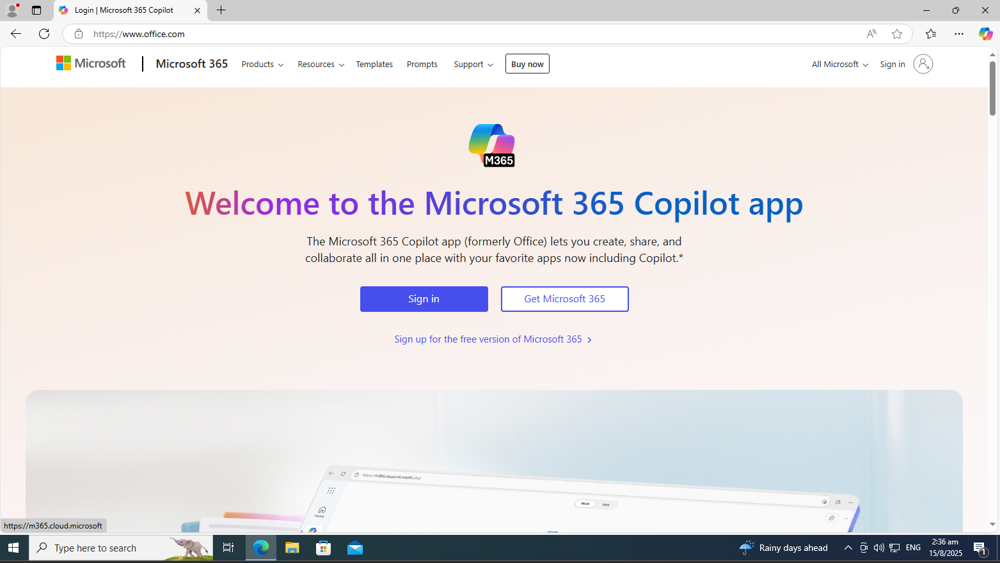 Login | Microsoft 365 Copilot
https://www.office.com
Microsoft
Microsoft 365
Products
Resources
Templates
Prompts
Support
Buy now
All Microsoft
Sign in
M365
Welcome to the Microsoft 365 Copilot app
The Microsoft 365 Copilot app (formerly Office) lets you create, share, and
collaborate all in one place with your favorite apps now including Copilot.*
Sign in
Get Microsoft 365
Sign up for the free version of Microsoft 365
https://m365.cloud.microsoft/chat
Work
Web
Home
https://m365.cloud.microsoft
Type here to search
Rainy days ahead
ENG
2:36 am
15/8/2025
1